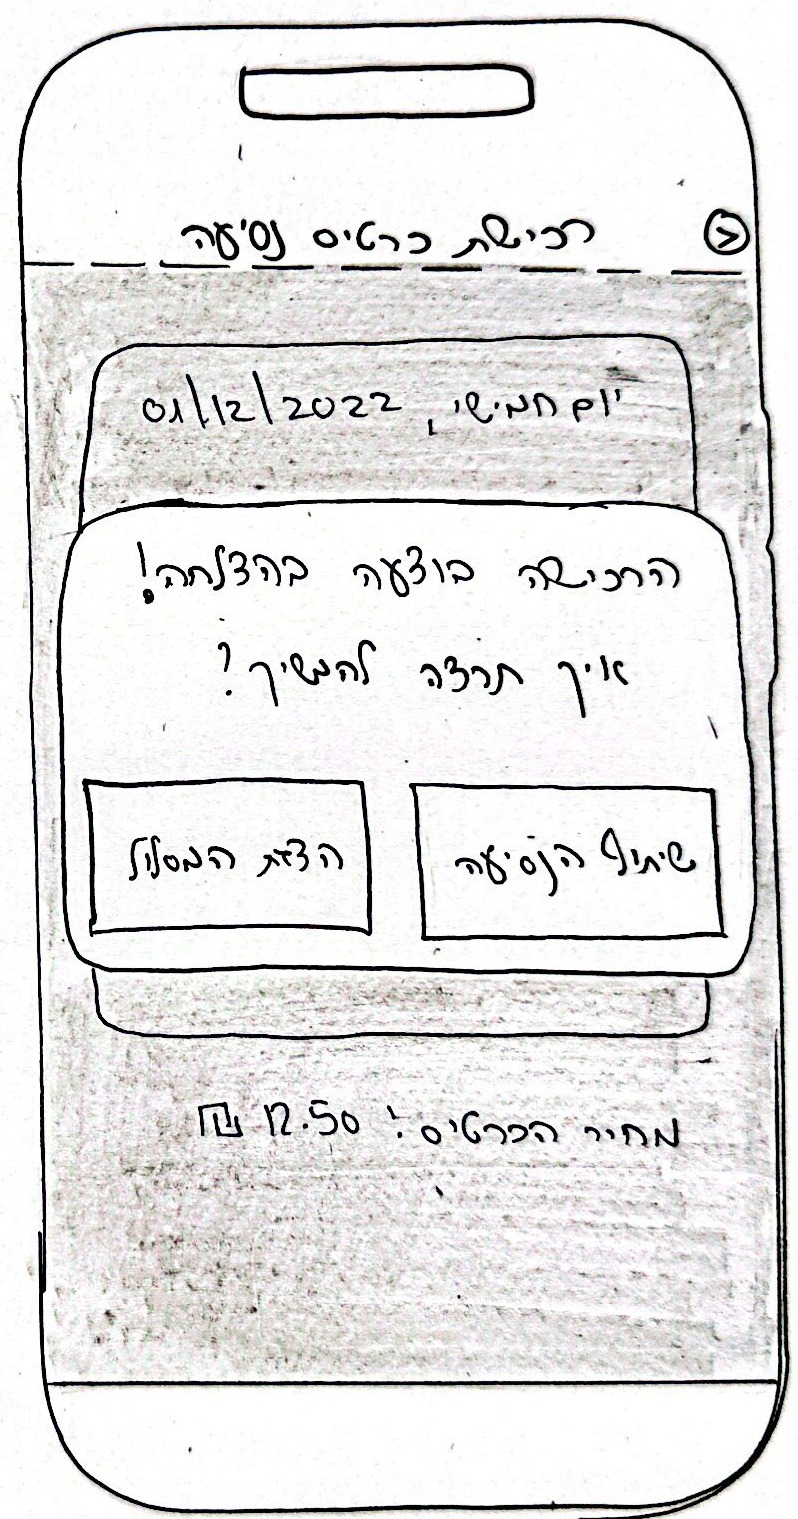 רכישת כרטיס נסיעה
יום חמישי, 01/12/2022
הרכישה בוצעה בהצלחה!
איך תרצה להמשיך?
שיתוף הנסיעה
הצגת המסלול
מחיר הכרטיס: 12.50 ₪